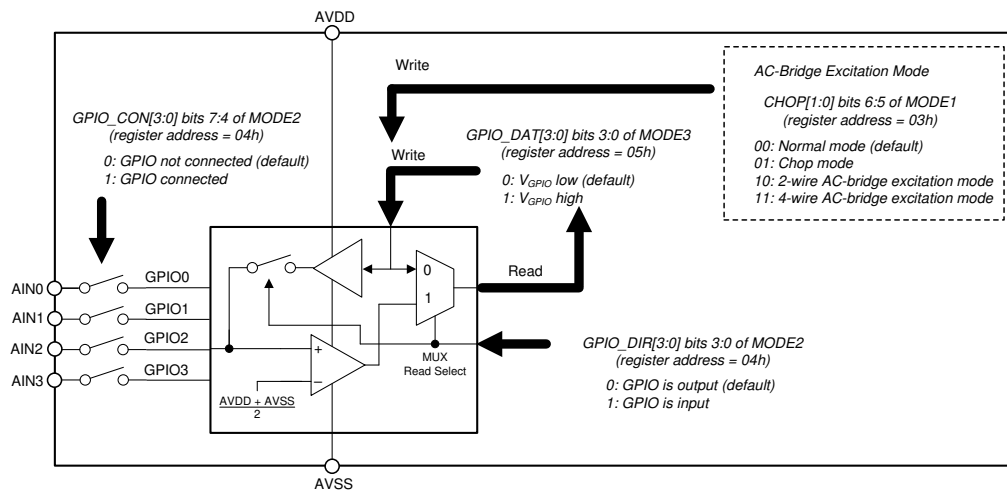 AVDD
Write
AC-Bridge Excitation Mode
CHOP[1:0] bits 6:5 of MODE1
(register address = 03h)
00: Normal mode (default)
01: Chop mode
10: 2-wire AC-bridge excitation mode
11: 4-wire AC-bridge excitation mode
GPIO_CON[3:0] bits 7:4 of MODE2
(register address = 04h)
0: GPIO not connected (default)
1: GPIO connected
GPIO_DAT[3:0] bits 3:0 of MODE3
(register address = 05h)
Write
0: VGPIO low (default)
1: VGPIO high
Read
0
1
AIN0
GPIO0
AIN1
GPIO1
AIN2
GPIO2
AIN3
GPIO3
+
–
AVDD + AVSS
2
MUX
Read Select
GPIO_DIR[3:0] bits 3:0 of MODE2
(register address = 04h)
0: GPIO is output (default)
1: GPIO is input
AVSS